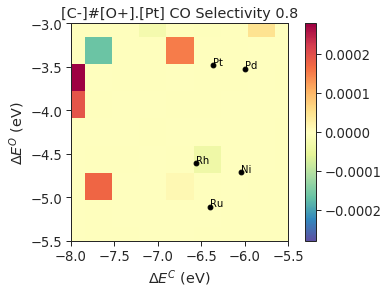 [C-]#[O+].[Pt] CO Selectivity 0.8
−3.0
−3.5
−4.0
−4.5
−5.0
−5.5
ΔE^O (eV)
Pt
Pd
Rh
Ni
Ru
−8.0 −7.5 −7.0 −6.5 −6.0 −5.5
ΔE^C (eV)
0.0002
0.0001
0.0000
−0.0001
−0.0002